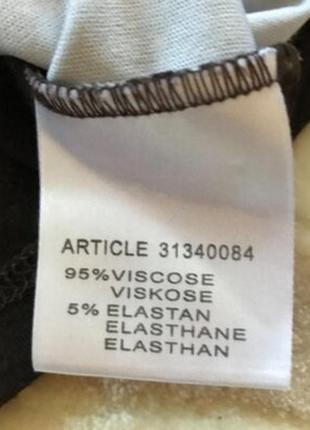 ARTICLE 31340084
95% VISCOSE
VISKOSE
5% ELASTAN
ELASTHANE
ELASTHAN